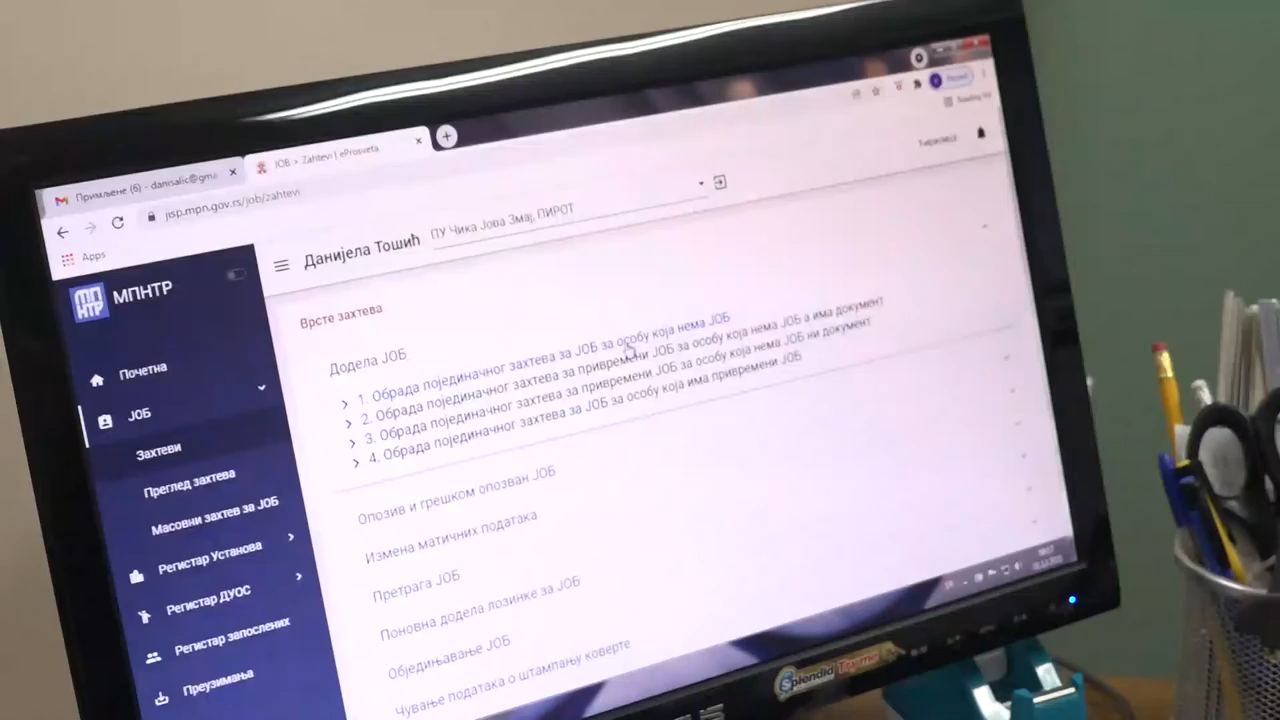 Примљене (6) - danisalic@gma
JOB > Zahtevi | eProsveta
jisp.mpn.gov.rs/job/zahtevi
Apps
Reading list
МПНТР
Данијела Тошић
ПУ Чика Јова Змај, ПИРОТ
Ћирилица
Почетна
ЈОБ
Захтеви
Преглед захтева
Масовни захтев за ЈОБ
Регистар Установа
Регистар ДУОС
Регистар запослених
Преузимања
Врсте захтева
Додела ЈОБ
1. Обрада појединачног захтева за ЈОБ за особу која нема ЈОБ
2. Обрада појединачног захтева за привремени ЈОБ за особу која нема ЈОБ а има документ
3. Обрада појединачног захтева за привремени ЈОБ за особу која нема ЈОБ ни документ
4. Обрада појединачног захтева за ЈОБ за особу која има привремени ЈОБ
Опозив и грешком опозван ЈОБ
Измена матичних података
Претрага ЈОБ
Поновна додела лозинке за ЈОБ
Обједињавање ЈОБ
Чување података о штампању коверте
Splendid